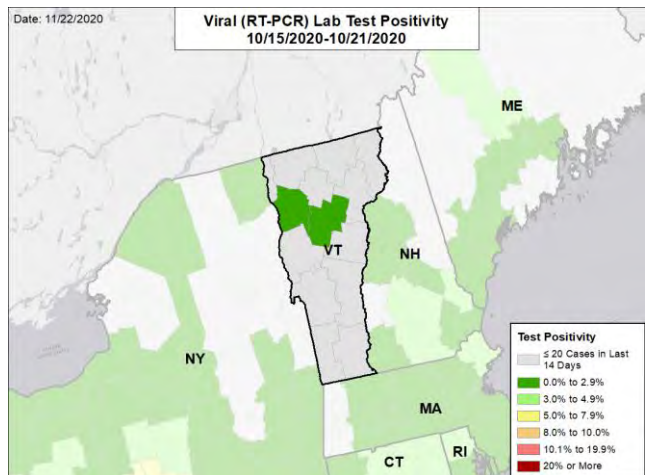 Date: 11/22/2020
Viral (RT-PCR) Lab Test Positivity
10/15/2020-10/21/2020
ME
VT
NH
NY
MA
CT
RI
Test Positivity
≤ 20 Cases in Last
14 Days
0.0% to 2.9%
3.0% to 4.9%
5.0% to 7.9%
8.0% to 10.0%
10.1% to 19.9%
20% or More